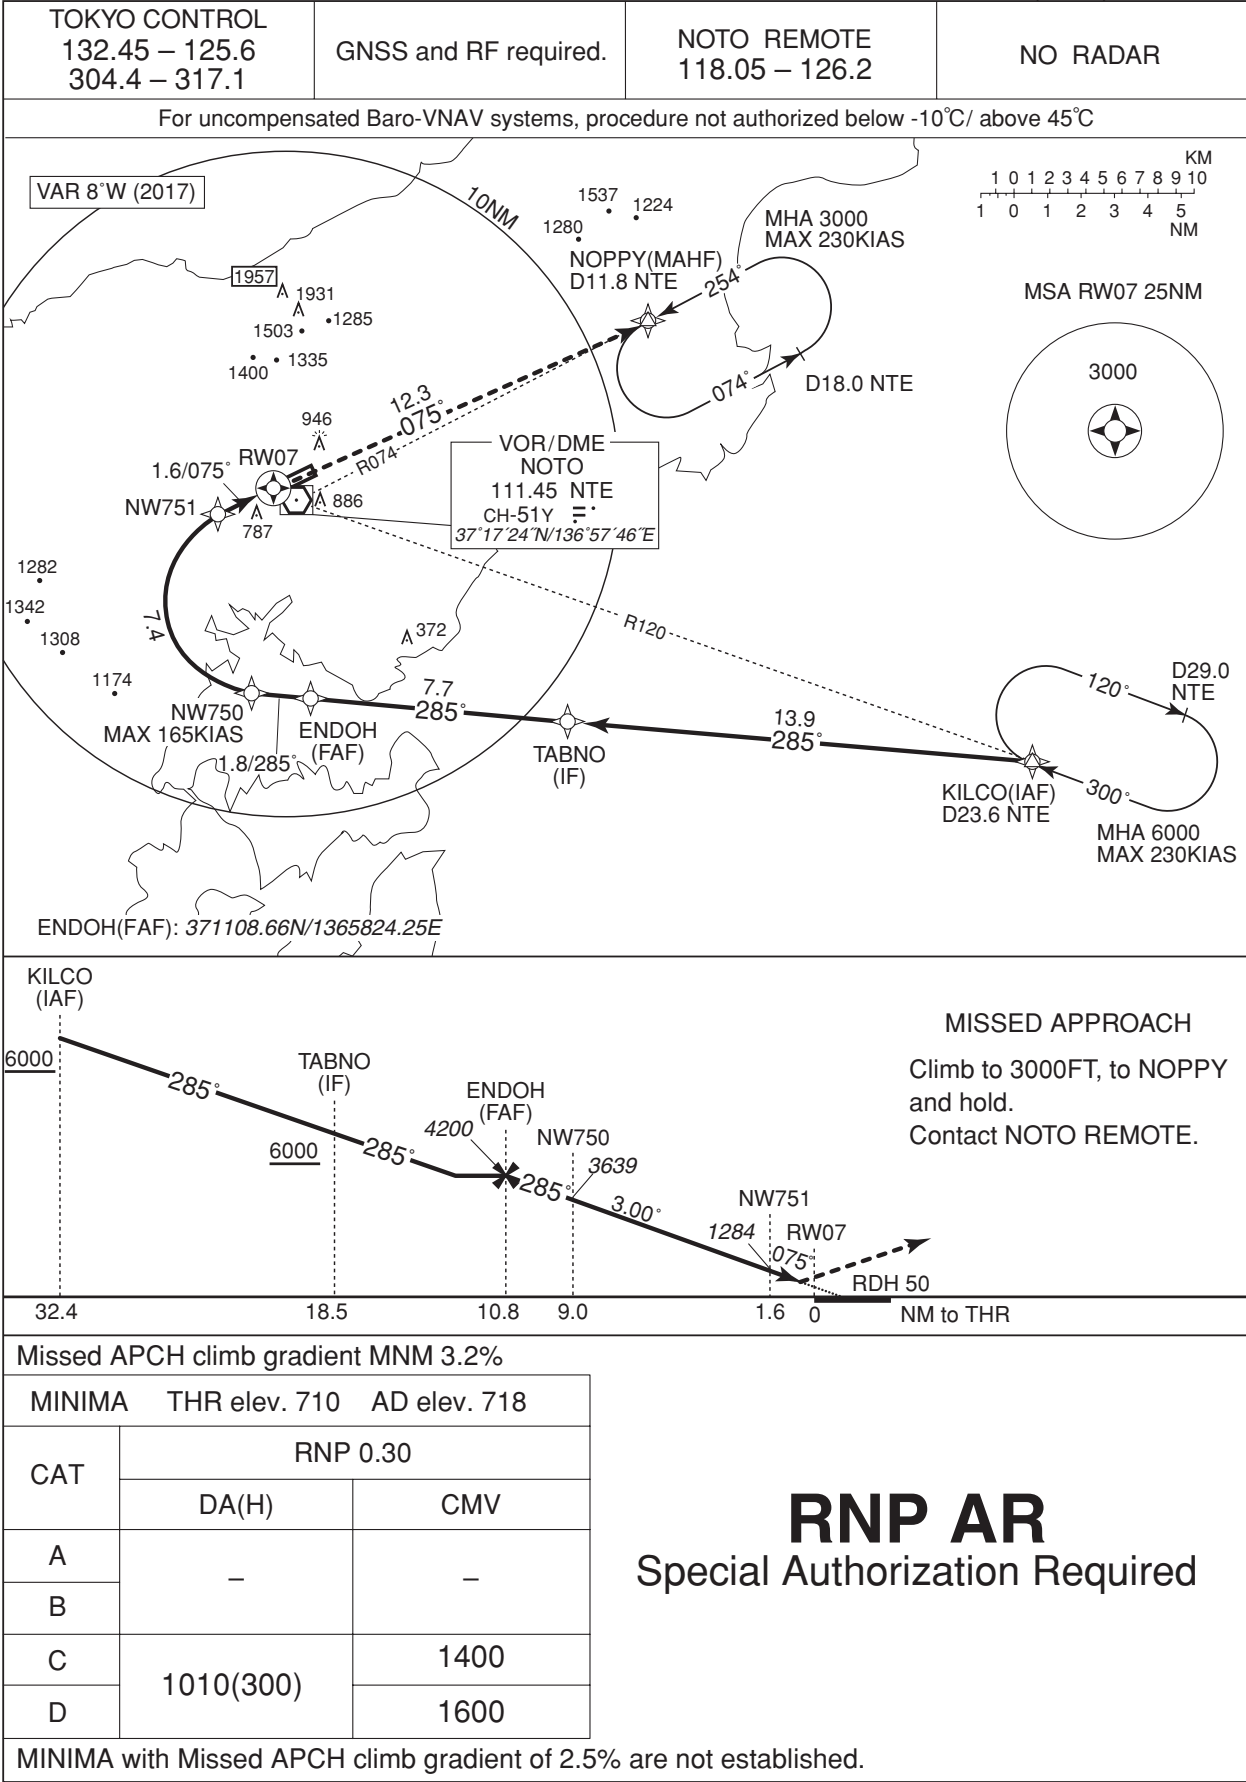 TOKYO CONTROL
132.45 – 125.6
304.4 – 317.1
GNSS and RF required.
NOTO REMOTE
118.05 – 126.2
NO RADAR
For uncompensated Baro-VNAV systems, procedure not authorized below -10°C/ above 45°C
VAR 8°W (2017)
10NM
1537
1224
1280
KM
1 0 1 2 3 4 5 6 7 8 9 10
1 0 1 2 3 4 5
NM
MHA 3000
MAX 230KIAS
NOPPY(MAHF)
D11.8 NTE
254°
074°
D18.0 NTE
MSA RW07 25NM
3000
1957
1931
1503
1285
1400
1335
12.3
075°
R074
946
RW07
1.6/075°
NW751
886
787
VOR/DME
NOTO
111.45 NTE
CH-51Y
37°17′24″N/136°57′46″E
1282
1342
1308
1174
7.4
372
R120
NW750
MAX 165KIAS
1.8/285°
ENDOH
(FAF)
7.7
285°
TABNO
(IF)
13.9
285°
120°
D29.0
NTE
300°
KILCO(IAF)
D23.6 NTE
MHA 6000
MAX 230KIAS
ENDOH(FAF): 371108.66N/1365824.25E
KILCO
(IAF)
6000
285°
TABNO
(IF)
6000
285°
ENDOH
(FAF)
4200
285°
NW750
3639
3.00°
NW751
1284
RW07
075°
RDH 50
32.4
18.5
10.8
9.0
1.6
0
NM to THR
MISSED APPROACH
Climb to 3000FT, to NOPPY
and hold.
Contact NOTO REMOTE.
Missed APCH climb gradient MNM 3.2%
MINIMA THR elev. 710 AD elev. 718
CAT
RNP 0.30
DA(H)
CMV
A
–
–
B
C
1010(300)
1400
D
1600
RNP AR
Special Authorization Required
MINIMA with Missed APCH climb gradient of 2.5% are not established.